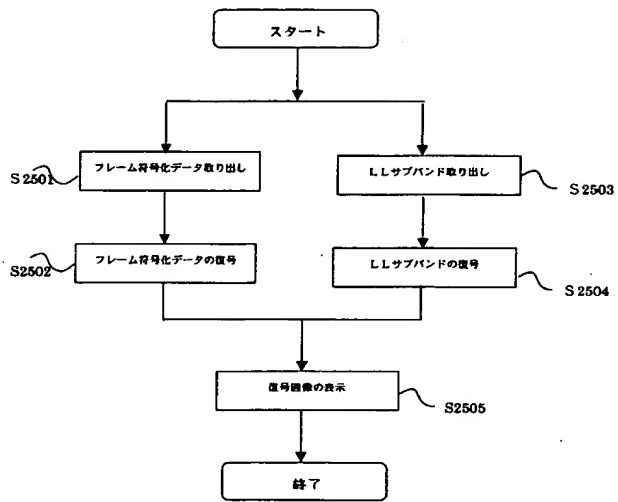 スタート
フレーム符号化データ取り出し
S2501
LLサブバンド取り出し
S2503
フレーム符号化データの復号
S2502
LLサブバンドの復号
S2504
復号画像の表示
S2505
終了